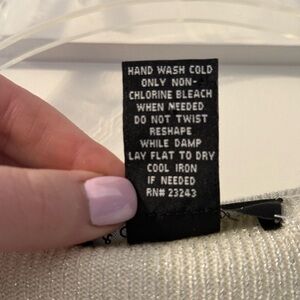 HAND WASH COLD
ONLY NON-
CHLORINE BLEACH
WHEN NEEDED
DO NOT TWIST
RESHAPE
WHILE DAMP
LAY FLAT TO DRY
COOL IRON
IF NEEDED
RN# 23243